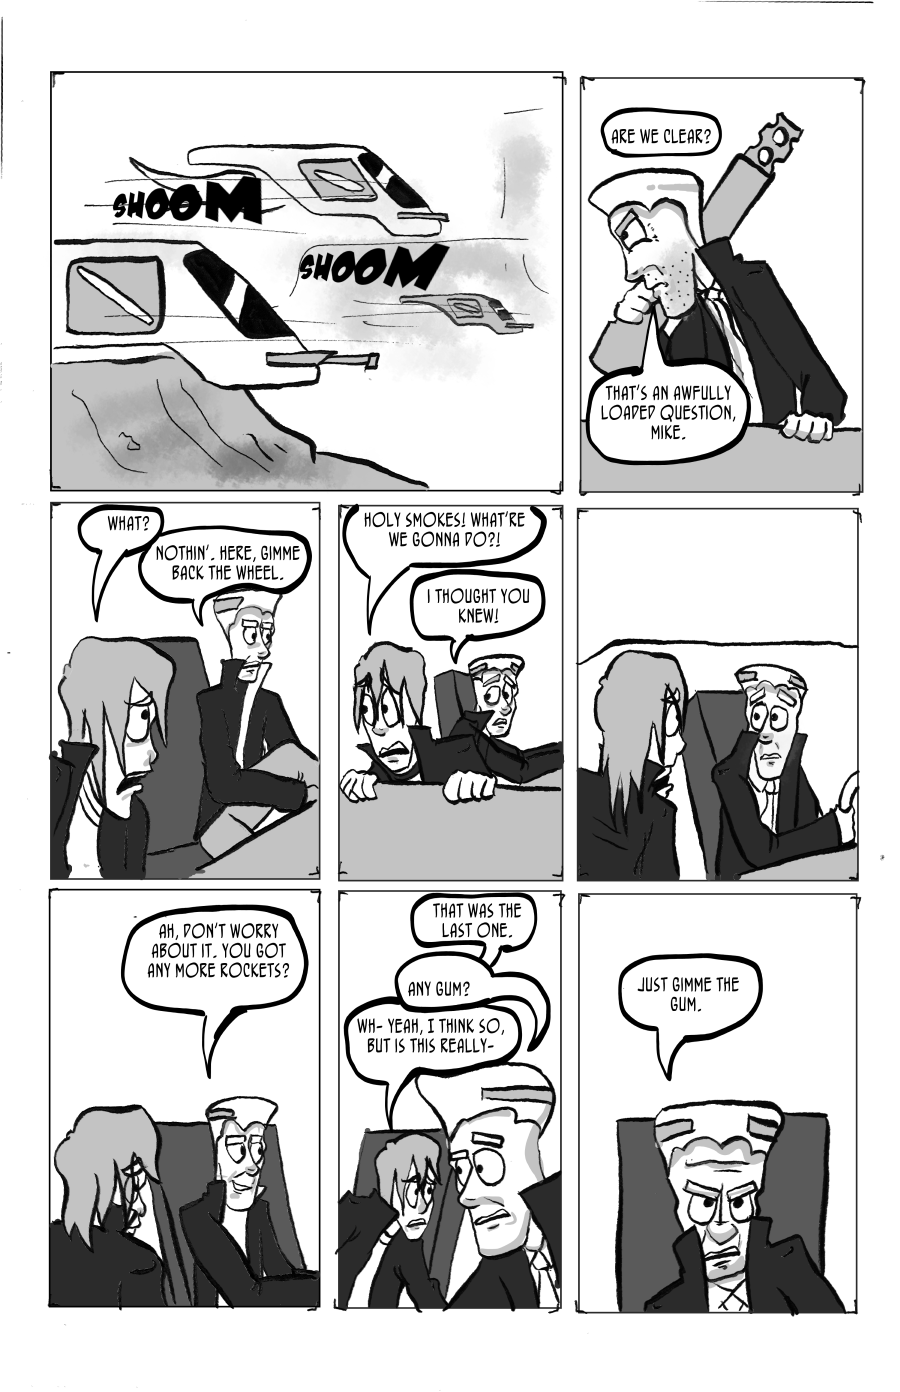 SHOOM
SHOOM
ARE WE CLEAR?
THAT'S AN AWFULLY
LOADED QUESTION,
MIKE.
WHAT?
NOTHIN'. HERE, GIMME
BACK THE WHEEL.
HOLY SMOKES! WHAT'RE
WE GONNA DO?!
I THOUGHT YOU
KNEW!
AH, DON'T WORRY
ABOUT IT. YOU GOT
ANY MORE ROCKETS?
THAT WAS THE
LAST ONE.
ANY GUM?
WH- YEAH, I THINK SO,
BUT IS THIS REALLY-
JUST GIMME THE
GUM.